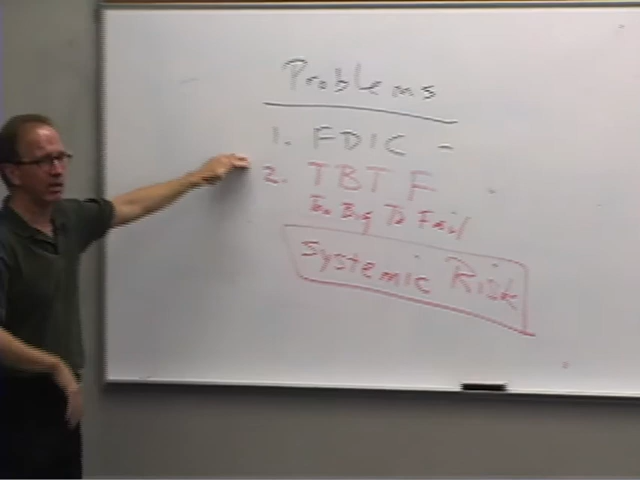 Problems
1. FDIC -
2. TBTF
Too Big To Fail
Systemic Risk